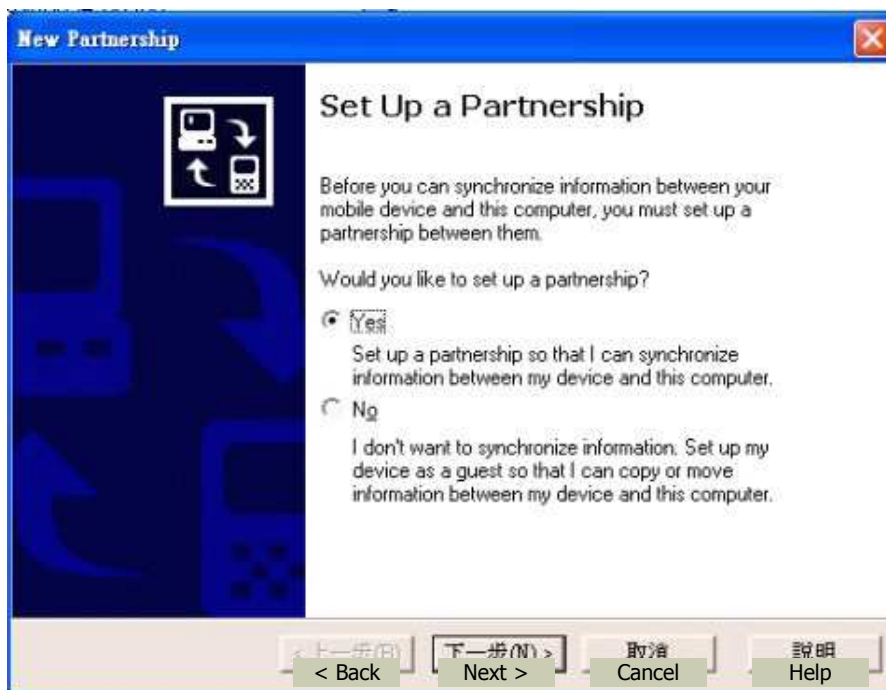 New Partnership
Set Up a Partnership
Before you can synchronize information between your
mobile device and this computer, you must set up a
partnership between them.
Would you like to set up a partnership?
Yes
Set up a partnership so that I can synchronize
information between my device and this computer.
No
I don't want to synchronize information. Set up my
device as a guest so that I can copy or move
information between my device and this computer.
< 上一步(B) 下一步(N) > 取消 說明
< Back Next > Cancel Help